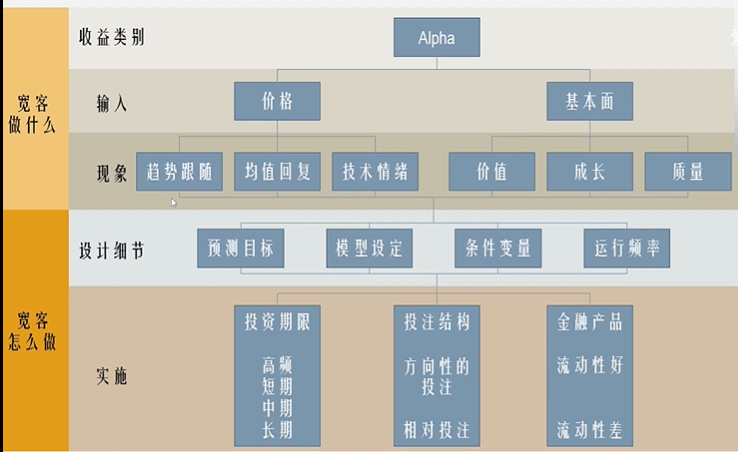 收益类别
Alpha
宽客
做什么
输入
价格
基本面
现象
趋势跟随
均值回复
技术情绪
价值
成长
质量
设计细节
预测目标
模型设定
条件变量
运行频率
宽客
怎么做
实施
投资期限
高频
短期
中期
长期
投注结构
方向性的
投注
相对投注
金融产品
流动性好
流动性差